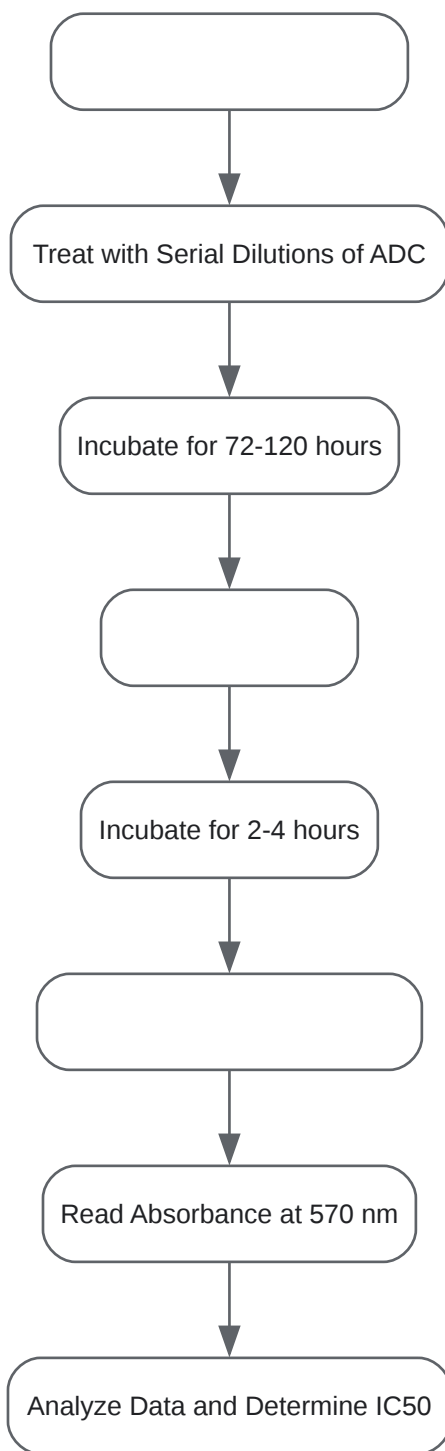 Treat with Serial Dilutions of ADC
Incubate for 72-120 hours
Incubate for 2-4 hours
Read Absorbance at 570 nm
Analyze Data and Determine IC50